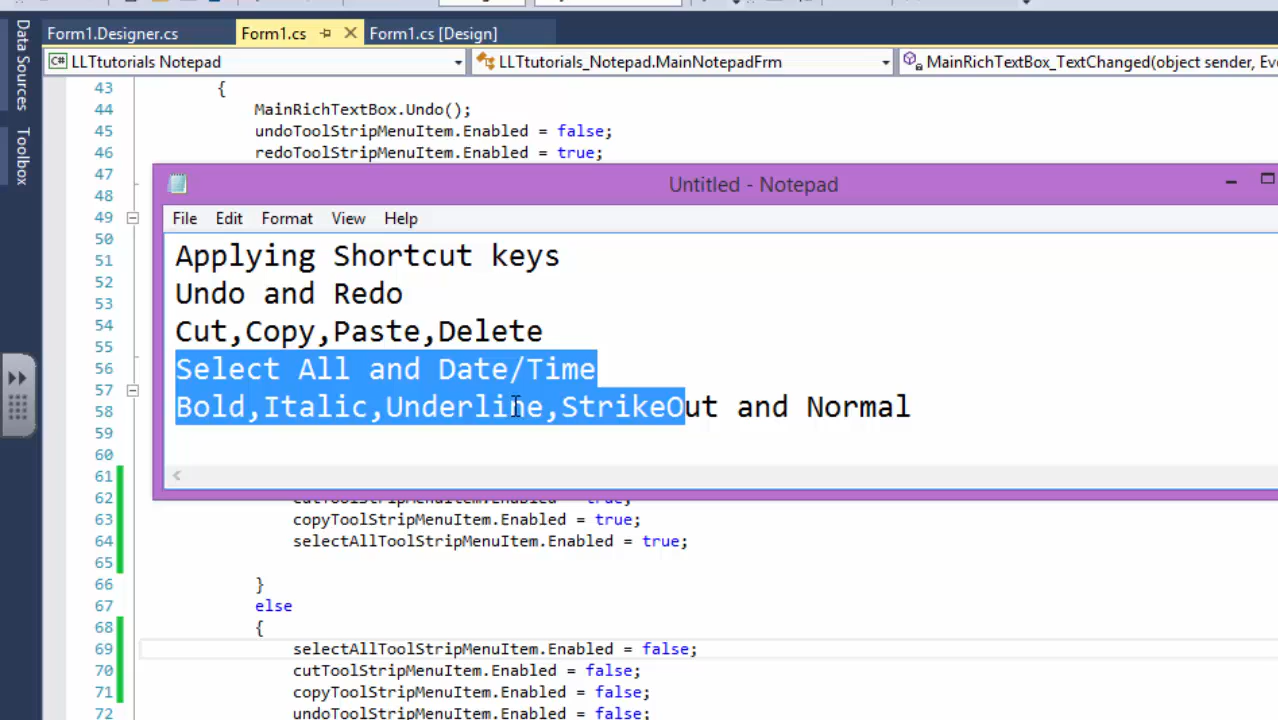 Form1.Designer.cs
Form1.cs
Form1.cs [Design]
Data Sources
Toolbox
C# LLTtutorials Notepad
LLTtutorials_Notepad.MainNotepadFrm
MainRichTextBox_TextChanged(object sender, Eve
43 {
44 MainRichTextBox.Undo();
45 undoToolStripMenuItem.Enabled = false;
46 redoToolStripMenuItem.Enabled = true;
47
48
49
50
51
52
53
54
55
56
57
58
59
60
61
Untitled - Notepad
File Edit Format View Help
Applying Shortcut keys
Undo and Redo
Cut,Copy,Paste,Delete
Select All and Date/Time
Bold,Italic,Underline,StrikeOut and Normal
62 cutToolStripMenuItem.Enabled = true;
63 copyToolStripMenuItem.Enabled = true;
64 selectAllToolStripMenuItem.Enabled = true;
65
66 }
67 else
68 {
69 selectAllToolStripMenuItem.Enabled = false;
70 cutToolStripMenuItem.Enabled = false;
71 copyToolStripMenuItem.Enabled = false;
72 undoToolStripMenuItem.Enabled = false;